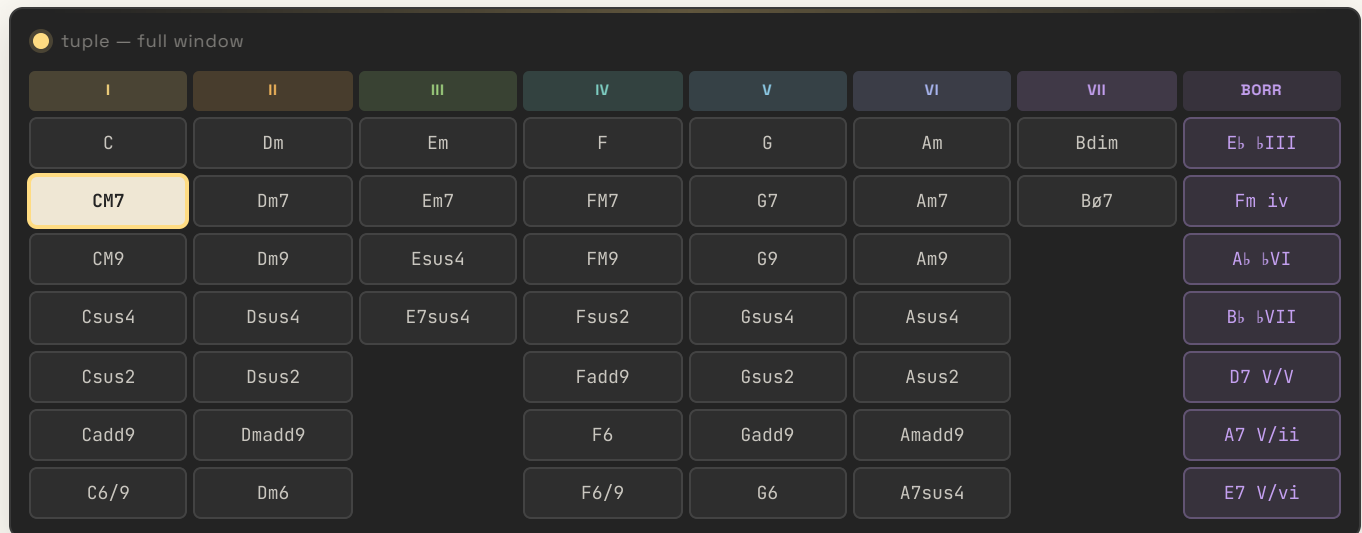 tuple — full window
I II III IV V VI VII BORR
C Dm Em F G Am Bdim E♭ ♭III
CM7 Dm7 Em7 FM7 G7 Am7 Bø7 Fm iv
CM9 Dm9 Esus4 FM9 G9 Am9 A♭ ♭VI
Csus4 Dsus4 E7sus4 Fsus2 Gsus4 Asus4 B♭ ♭VII
Csus2 Dsus2 Fadd9 Gsus2 Asus2 D7 V/V
Cadd9 Dmadd9 F6 Gadd9 Amadd9 A7 V/ii
C6/9 Dm6 F6/9 G6 A7sus4 E7 V/vi